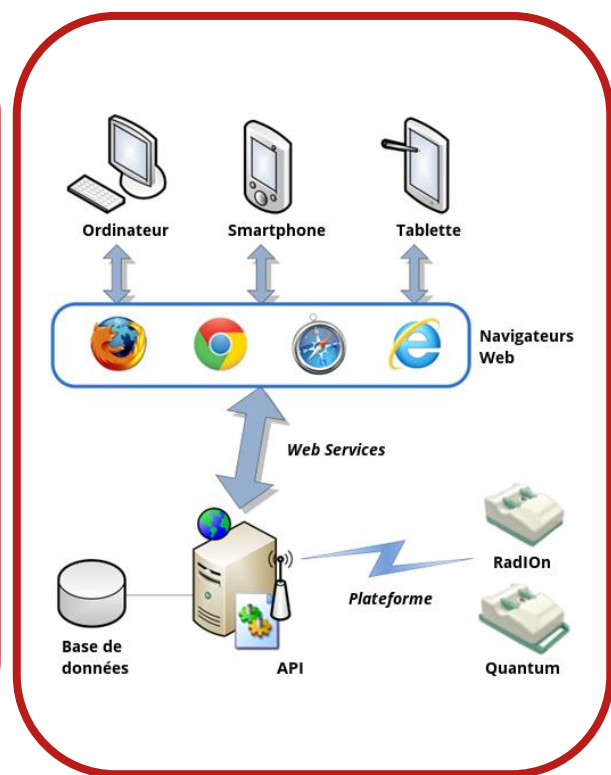 Ordinateur
Smartphone
Tablette
Navigateurs
Web
Web Services
RadIOn
Plateforme
Base de
données
API
Quantum